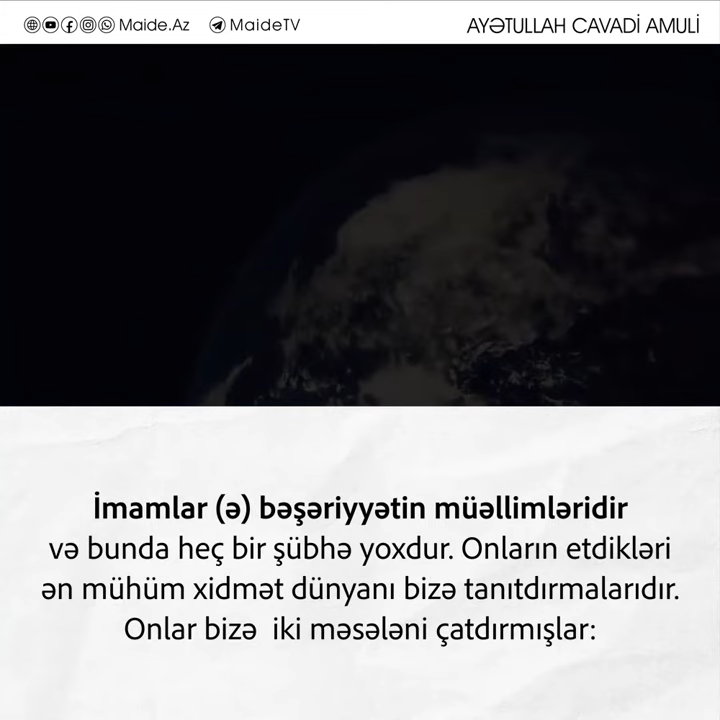 Maide.Az MaideTV AYƏTULLAH CAVADİ AMULİ
İmamlar (ə) bəşəriyyətin müəllimləridir
və bunda heç bir şübhə yoxdur. Onların etdikləri
ən mühüm xidmət dünyanı bizə tanıtdırmalarıdır.
Onlar bizə iki məsələni çatdırmışlar: